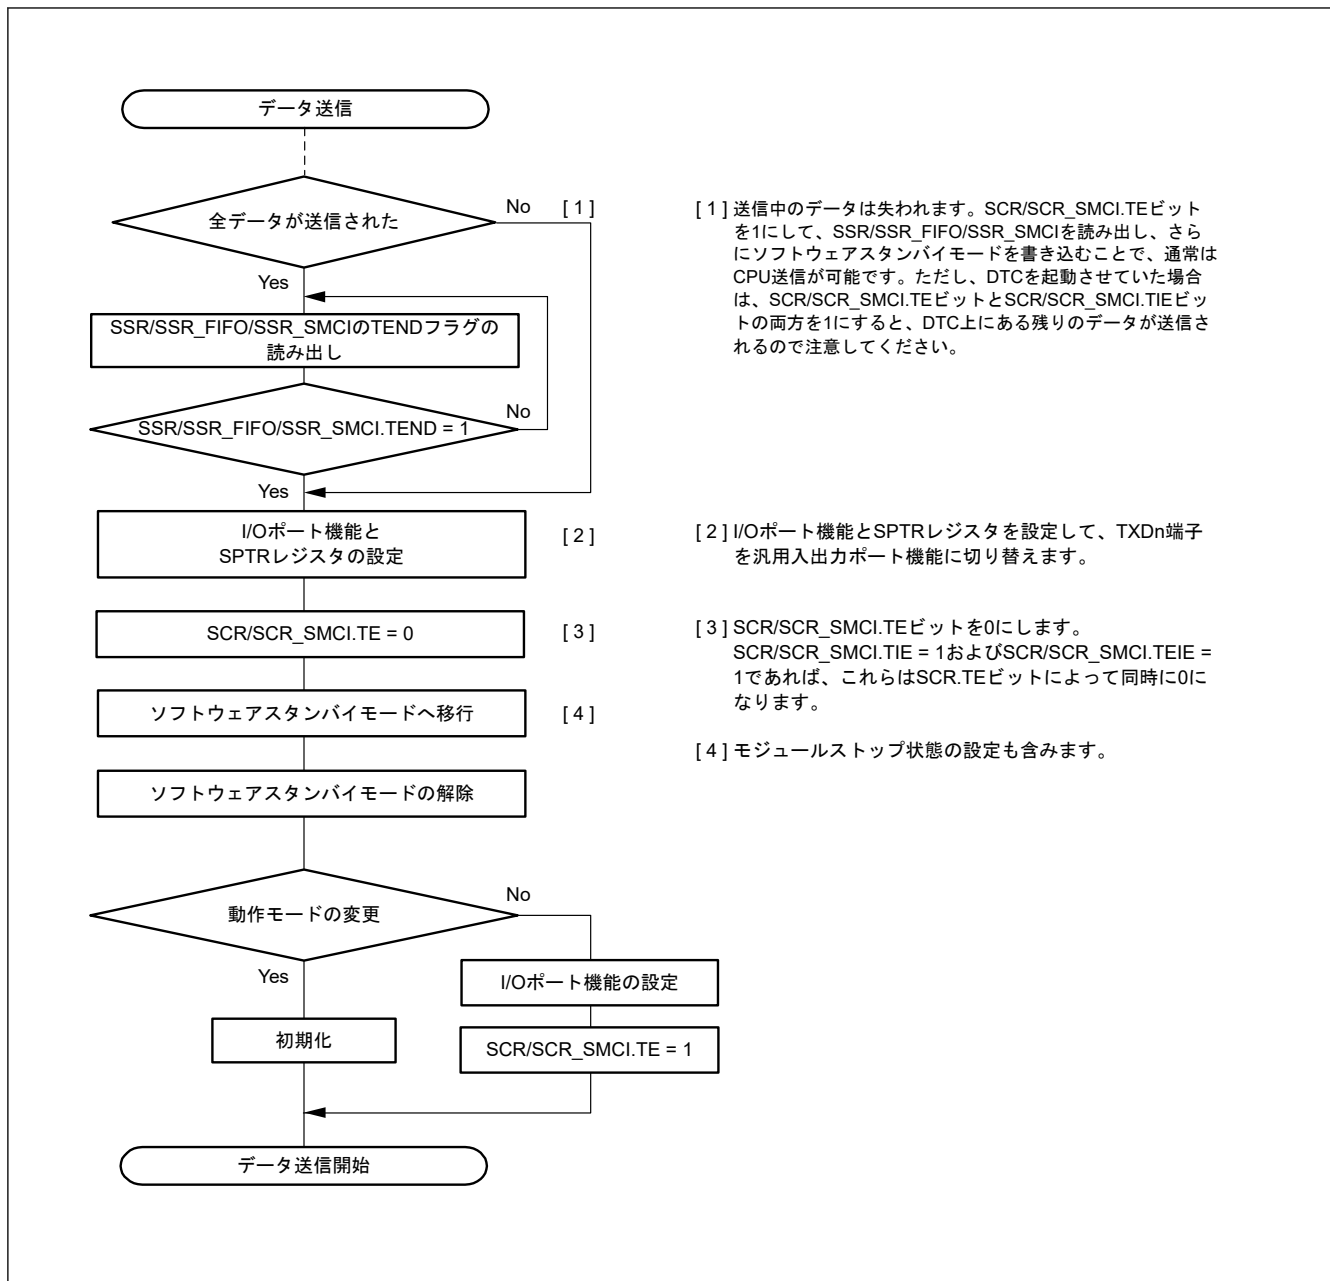 データ送信
全データが送信された
No
[ 1 ]
Yes
SSR/SSR_FIFO/SSR_SMCIのTENDフラグの
読み出し
SSR/SSR_FIFO/SSR_SMCI.TEND = 1
No
Yes
I/Oポート機能と
SPTRレジスタの設定
[ 2 ]
SCR/SCR_SMCI.TE = 0
[ 3 ]
ソフトウェアスタンバイモードへ移行
[ 4 ]
ソフトウェアスタンバイモードの解除
動作モードの変更
No
Yes
I/Oポート機能の設定
初期化
SCR/SCR_SMCI.TE = 1
データ送信開始
[ 1 ] 送信中のデータは失われます。SCR/SCR_SMCI.TEビット
を1にして、SSR/SSR_FIFO/SSR_SMCIを読み出し、さら
にソフトウェアスタンバイモードを書き込むことで、通常は
CPU送信が可能です。ただし、DTCを起動させていた場合
は、SCR/SCR_SMCI.TEビットとSCR/SCR_SMCI.TIEビッ
トの両方を1にすると、DTC上にある残りのデータが送信さ
れるので注意してください。
[ 2 ] I/Oポート機能とSPTRレジスタを設定して、TXDn端子
を汎用入出力ポート機能に切り替えます。
[ 3 ] SCR/SCR_SMCI.TEビットを0にします。
SCR/SCR_SMCI.TIE = 1およびSCR/SCR_SMCI.TEIE =
1であれば、これらはSCR.TEビットによって同時に0に
なります。
[ 4 ] モジュールストップ状態の設定も含みます。